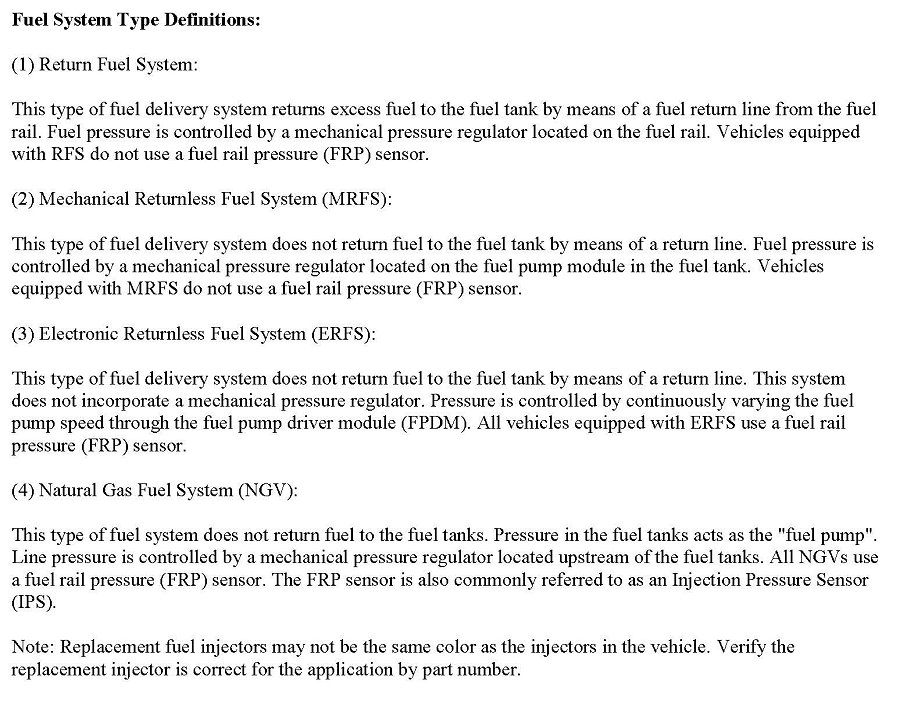 Fuel System Type Definitions:
(1) Return Fuel System:
This type of fuel delivery system returns excess fuel to the fuel tank by means of a fuel return line from the fuel
rail. Fuel pressure is controlled by a mechanical pressure regulator located on the fuel rail. Vehicles equipped
with RFS do not use a fuel rail pressure (FRP) sensor.
(2) Mechanical Returnless Fuel System (MRFS):
This type of fuel delivery system does not return fuel to the fuel tank by means of a return line. Fuel pressure is
controlled by a mechanical pressure regulator located on the fuel pump module in the fuel tank. Vehicles
equipped with MRFS do not use a fuel rail pressure (FRP) sensor.
(3) Electronic Returnless Fuel System (ERFS):
This type of fuel delivery system does not return fuel to the fuel tank by means of a return line. This system
does not incorporate a mechanical pressure regulator. Pressure is controlled by continuously varying the fuel
pump speed through the fuel pump driver module (FPDM). All vehicles equipped with ERFS use a fuel rail
pressure (FRP) sensor.
(4) Natural Gas Fuel System (NGV):
This type of fuel system does not return fuel to the fuel tanks. Pressure in the fuel tanks acts as the "fuel pump".
Line pressure is controlled by a mechanical pressure regulator located upstream of the fuel tanks. All NGVs use
a fuel rail pressure (FRP) sensor. The FRP sensor is also commonly referred to as an Injection Pressure Sensor
(IPS).
Note: Replacement fuel injectors may not be the same color as the injectors in the vehicle. Verify the
replacement injector is correct for the application by part number.